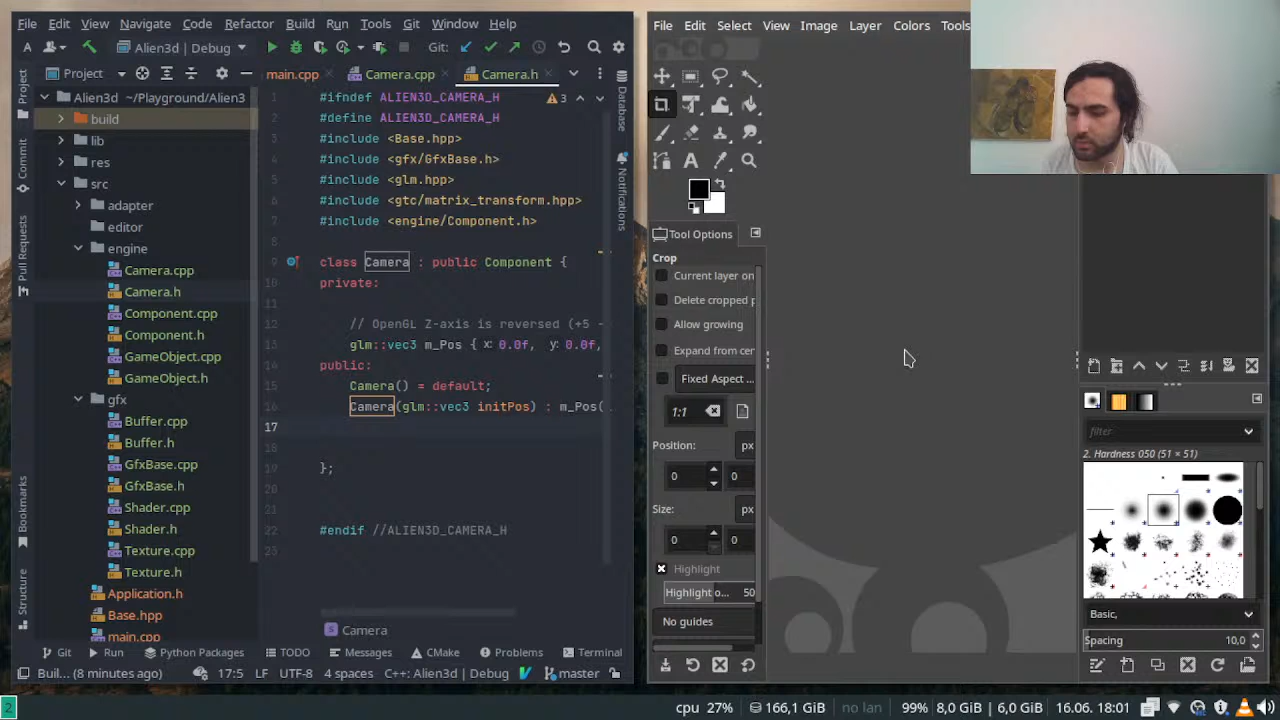 File Edit View Navigate Code Refactor Build Run Tools Git Window Help
Alien3d | Debug Git:
Project main.cpp Camera.cpp Camera.h
Alien3d ~/Playground/Alien3
build
lib
res
src
adapter
editor
engine
Camera.cpp
Camera.h
Component.cpp
Component.h
GameObject.cpp
GameObject.h
gfx
Buffer.cpp
Buffer.h
GfxBase.cpp
GfxBase.h
Shader.cpp
Shader.h
Texture.cpp
Texture.h
Application.h
Base.hpp
main.cpp
Project
Commit
Pull Requests
Bookmarks
Structure
1 #ifndef ALIEN3D_CAMERA_H 3
2 #define ALIEN3D_CAMERA_H
3 #include <Base.hpp>
4 #include <gfx/GfxBase.h>
5 #include <glm.hpp>
6 #include <gtc/matrix_transform.hpp>
7 #include <engine/Component.h>
8
9 class Camera : public Component {
10 private:
11
12 // OpenGL Z-axis is reversed (+5 -
13 glm::vec3 m_Pos { x: 0.0f, y: 0.0f,
14 public:
15 Camera() = default;
16 Camera(glm::vec3 initPos) : m_Pos(
17
18
19 };
20
21
22 #endif //ALIEN3D_CAMERA_H
23
Database
Notifications
S Camera
Git Run Python Packages TODO Messages CMake Problems Terminal
Buil... (8 minutes ago) 17:5 LF UTF-8 4 spaces C++: Alien3d | Debug master
File Edit Select View Image Layer Colors Tools
Tool Options
Crop
Current layer on
Delete cropped p
Allow growing
Expand from cen
Fixed Aspect ...
1:1
Position: px
0 0
Size: px
0 0
Highlight
Highlight o... 50
No guides
filter
2. Hardness 050 (51 × 51)
Basic,
Spacing 10,0
2 cpu 27% 166,1 GiB no lan 99% 8,0 GiB | 6,0 GiB 16.06. 18:01